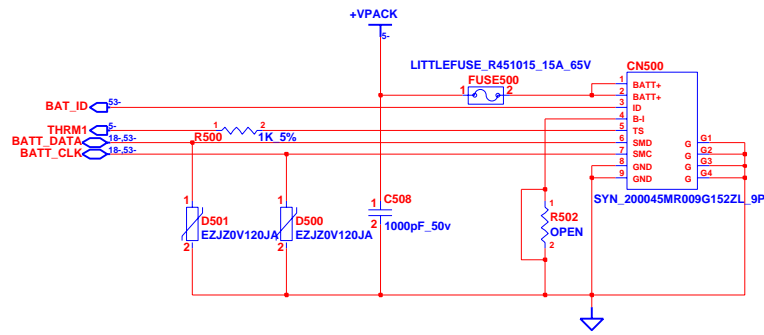 +VPACK
5-
LITTLEFUSE_R451015_15A_65V
CN500
FUSE500
1 2
1 BATT+
2 BATT+
BAT_ID 53-
3 ID
4 B-I
THRM1 5-
1 2
R500 1K_5%
5 TS
BATT_DATA 18-,53-
6 SMD G G1
BATT_CLK 18-,53-
7 SMC G G2
8 GND G G3
9 GND G G4
SYN_200045MR009G152ZL_9P
1 D501 2
EZJZ0V120JA
1 D500 2
EZJZ0V120JA
1 C508 2
1000pF_50v
1 R502 2
OPEN